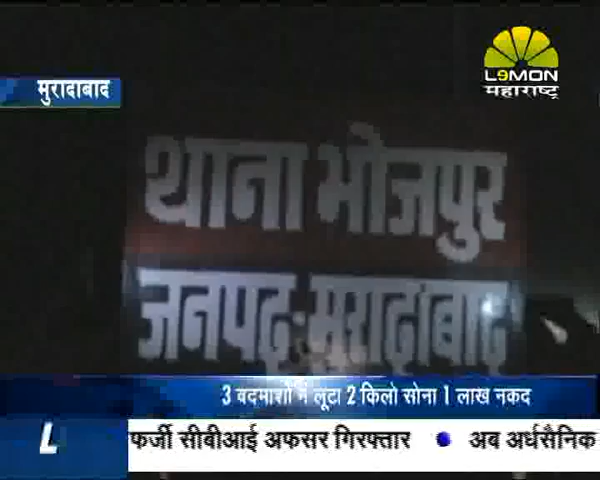 L9MON
महाराष्ट्र
मुरादाबाद
थाना भोजपुर
जनपद-मुरादाबाद
3 बदमाशों ने लूटा 2 किलो सोना 1 लाख नकद
L
फर्जी सीबीआई अफसर गिरफ्तार ● अब अर्धसैनिक